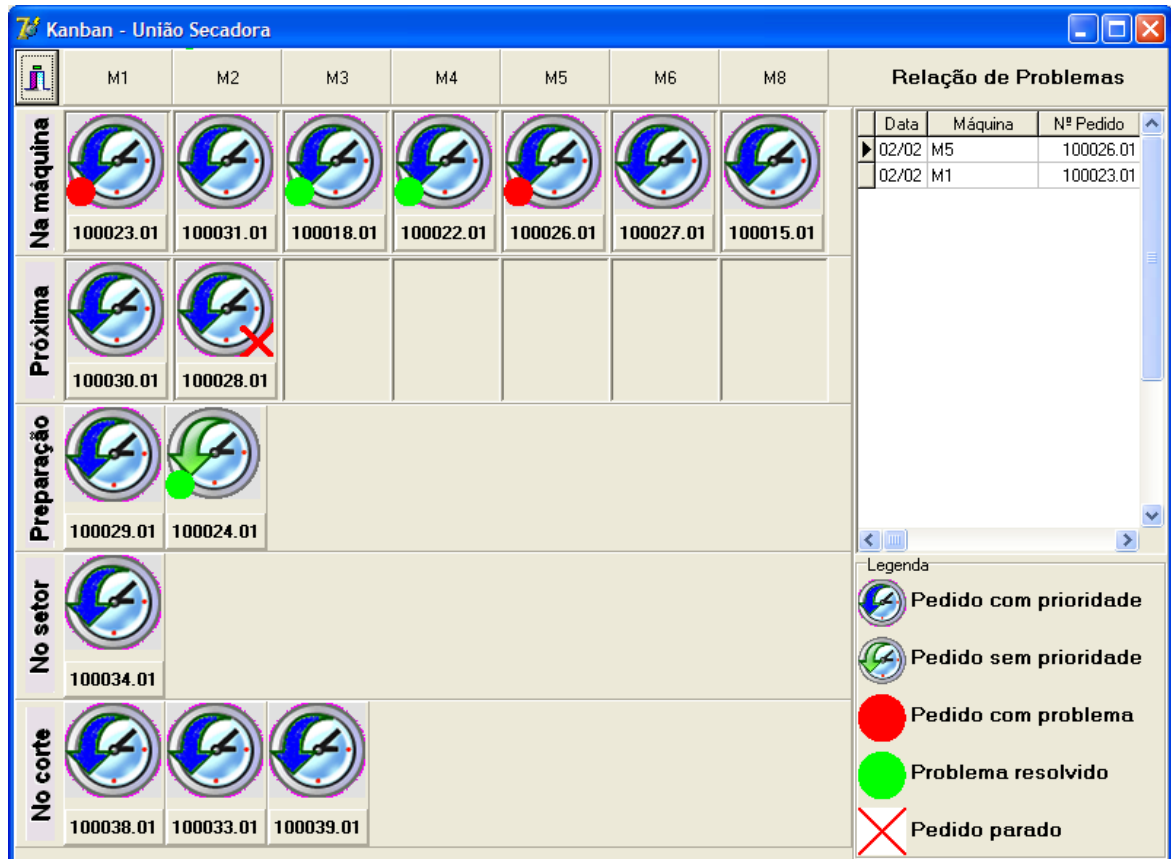 Kanban - União Secadora
M1 M2 M3 M4 M5 M6 M8 Relação de Problemas
Data Máquina Nº Pedido
02/02 M5 100026.01
02/02 M1 100023.01
Na máquina
100023.01 100031.01 100018.01 100022.01 100026.01 100027.01 100015.01
Próxima
100030.01 100028.01
Preparação
100029.01 100024.01
No setor
100034.01
No corte
100038.01 100033.01 100039.01
Legenda
Pedido com prioridade
Pedido sem prioridade
Pedido com problema
Problema resolvido
Pedido parado